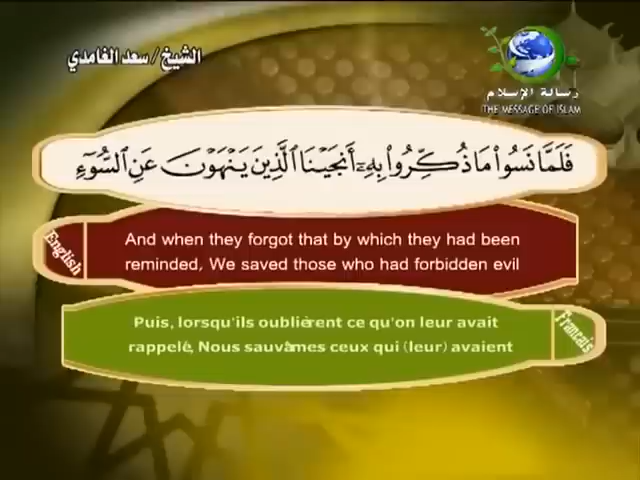 الشيخ / سعد الغامدي
رسالة الإسلام
THE MESSAGE OF ISLAM
فَلَمَّا نَسُوا۟ مَا ذُكِّرُوا۟ بِهِۦٓ أَنجَيْنَا ٱلَّذِينَ يَنْهَوْنَ عَنِ ٱلسُّوٓءِ
English
And when they forgot that by which they had been
reminded, We saved those who had forbidden evil
Puis, lorsqu'ils oublièrent ce qu'on leur avait
rappelé, Nous sauvâmes ceux qui (leur) avaient
Francais